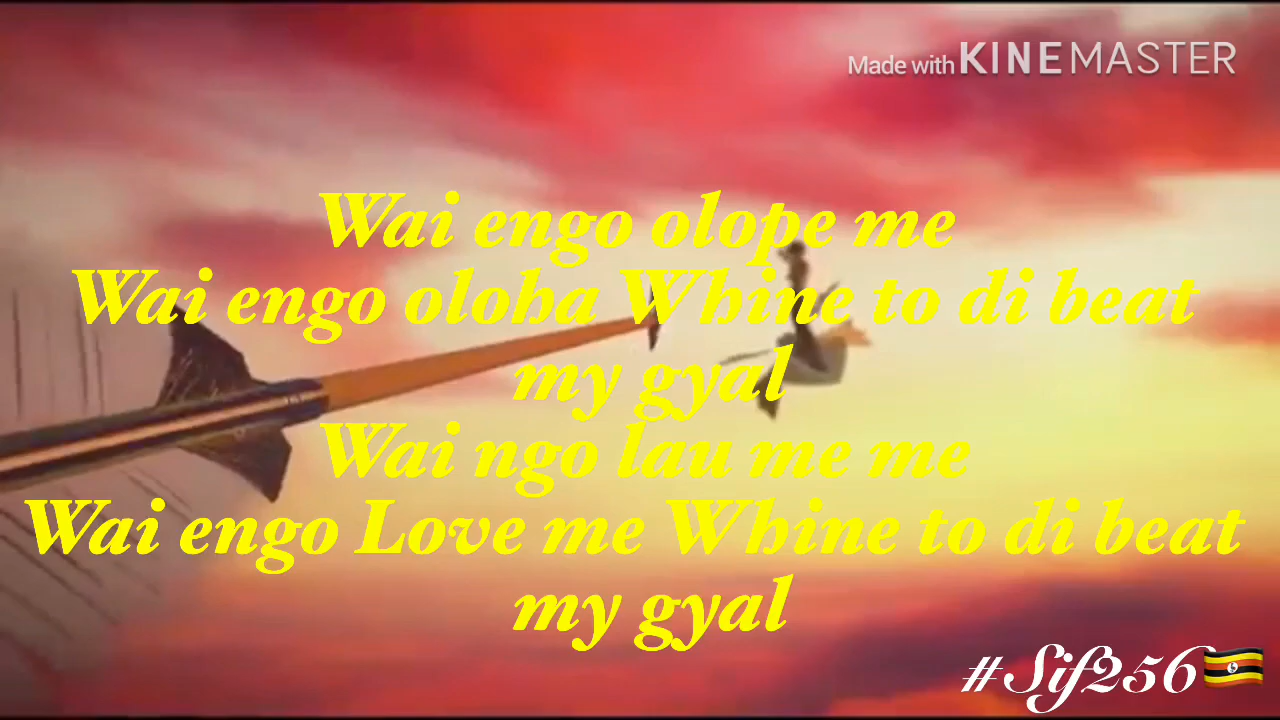 Made with KINEMASTER
Wai engo olope me
Wai engo oloha Whine to di beat
my gyal
Wai ngo lau me me
Wai engo Love me Whine to di beat
my gyal
#Sif256🇺🇬